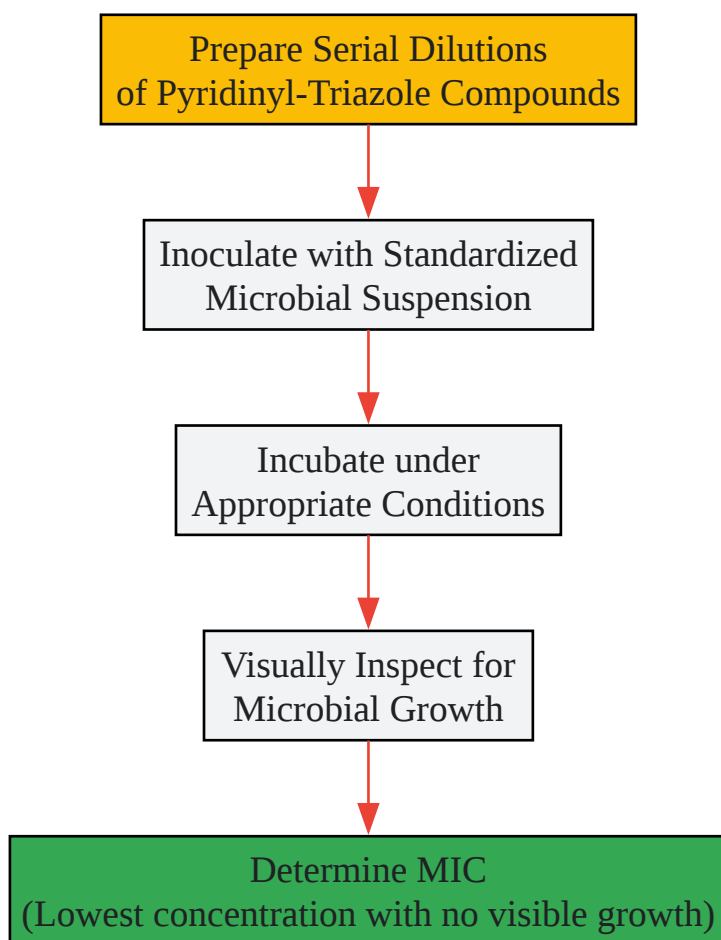 Prepare Serial Dilutions
of Pyridinyl-Triazole Compounds
Inoculate with Standardized
Microbial Suspension
Incubate under
Appropriate Conditions
Visually Inspect for
Microbial Growth
Determine MIC
(Lowest concentration with no visible growth)